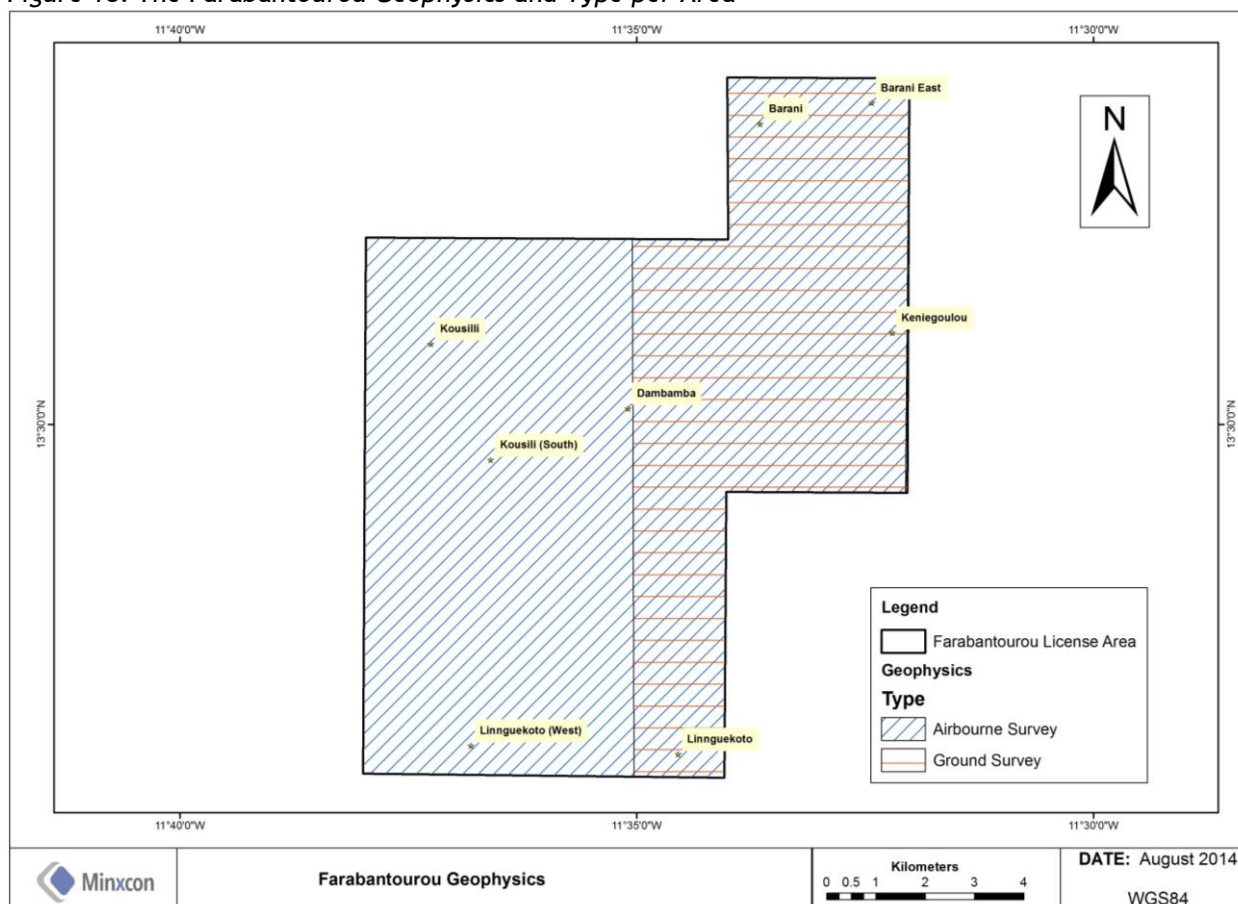 Figure 18: The Farabantourou Geophysics and Type per Area
11°40'0"W 11°35'0"W 11°30'0"W
Barani East
Barani
N
Kousilli
Keniegoulou
Dambamba
13°30'0"N 13°30'0"N
Kousili (South)
Legend
Farabantourou License Area
Geophysics
Type
Airbourne Survey
Ground Survey
Linnguekoto (West)
Linnguekoto
11°40'0"W 11°35'0"W 11°30'0"W
Minxcon
Farabantourou Geophysics
Kilometers
0 0.5 1 2 3 4
DATE: August 2014
WGS84